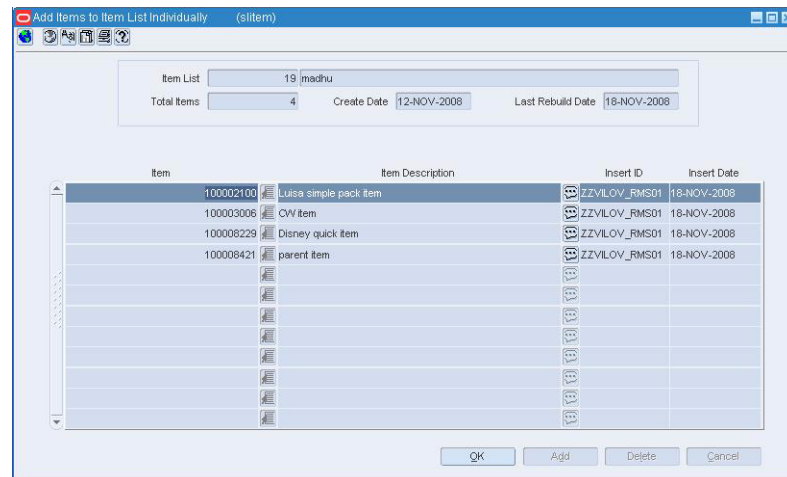 Add Items to Item List Individually (slitem)
Item List 19 madhu
Total Items 4 Create Date 12-NOV-2008 Last Rebuild Date 18-NOV-2008
Item Item Description Insert ID Insert Date
100002100 Luisa simple pack item ZZVILOV_RMS01 18-NOV-2008
100003006 CW item ZZVILOV_RMS01 18-NOV-2008
100008229 Disney quick item ZZVILOV_RMS01 18-NOV-2008
100008421 parent item ZZVILOV_RMS01 18-NOV-2008
OK Add Delete Cancel